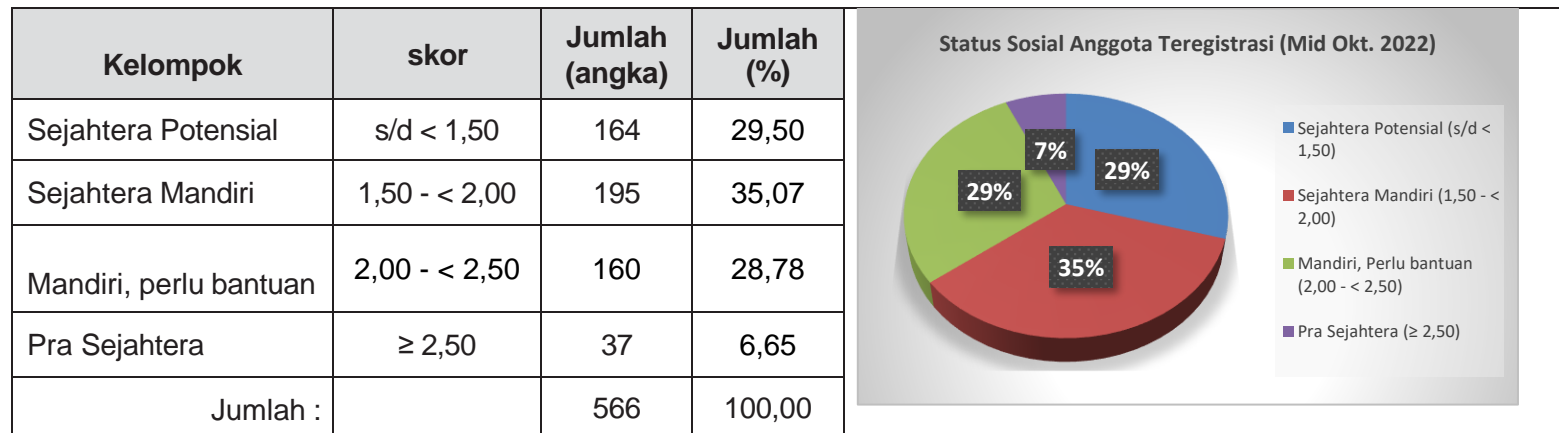 Kelompok skor Jumlah (angka) Jumlah (%)
Sejahtera Potensial s/d < 1,50 164 29,50
Sejahtera Mandiri 1,50 - < 2,00 195 35,07
Mandiri, perlu bantuan 2,00 - < 2,50 160 28,78
Pra Sejahtera ≥ 2,50 37 6,65
Jumlah : 566 100,00
Status Sosial Anggota Teregistrasi (Mid Okt. 2022)
7%
29%
29%
35%
Sejahtera Potensial (s/d <
1,50)
Sejahtera Mandiri (1,50 - <
2,00)
Mandiri, Perlu bantuan
(2,00 - < 2,50)
Pra Sejahtera (≥ 2,50)